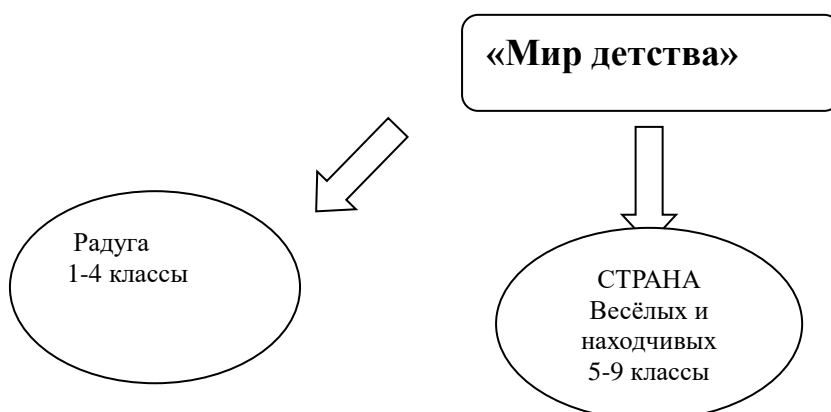 «Мир детства»
Радуга
1-4 классы
СТРАНА
Весёлых и
находчивых
5-9 классы